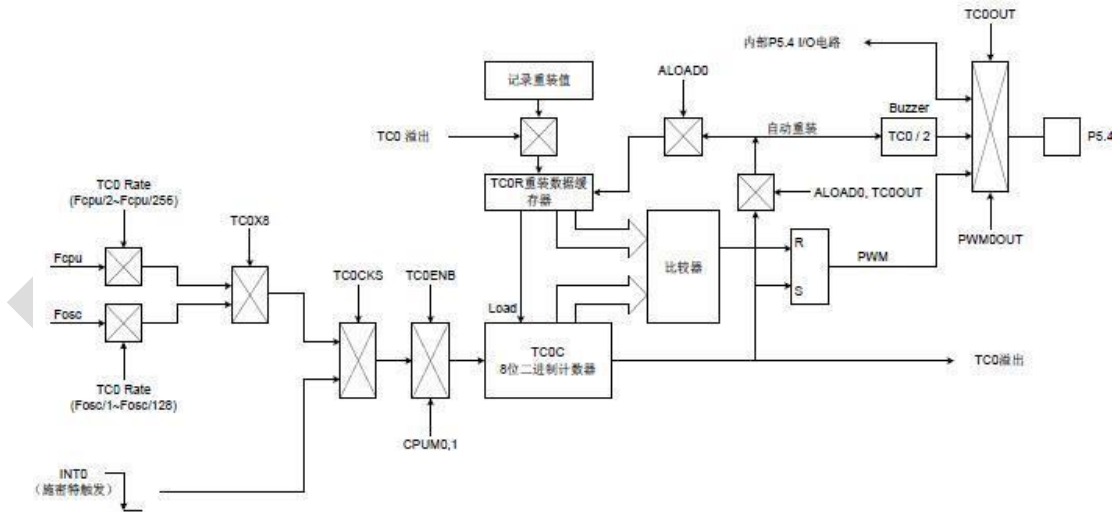 TC0OUT
内部P5.4 I/O电路
记录重装值
ALOAD0
Buzzer
TC0 溢出
自动重装
TC0 / 2
P5.4
TC0 Rate
(Fcpu/2~Fcpu/256)
TC0R重装数据缓
存器
ALOAD0, TC0OUT
TC0X8
PWM0OUT
Fcpu
比较器
R
PWM
TC0CKS
TC0ENB
S
Fosc
Load
TC0C
8位二进制计数器
TC0溢出
TC0 Rate
(Fosc/1~Fosc/128)
CPUM0,1
INT0
(施密特触发)